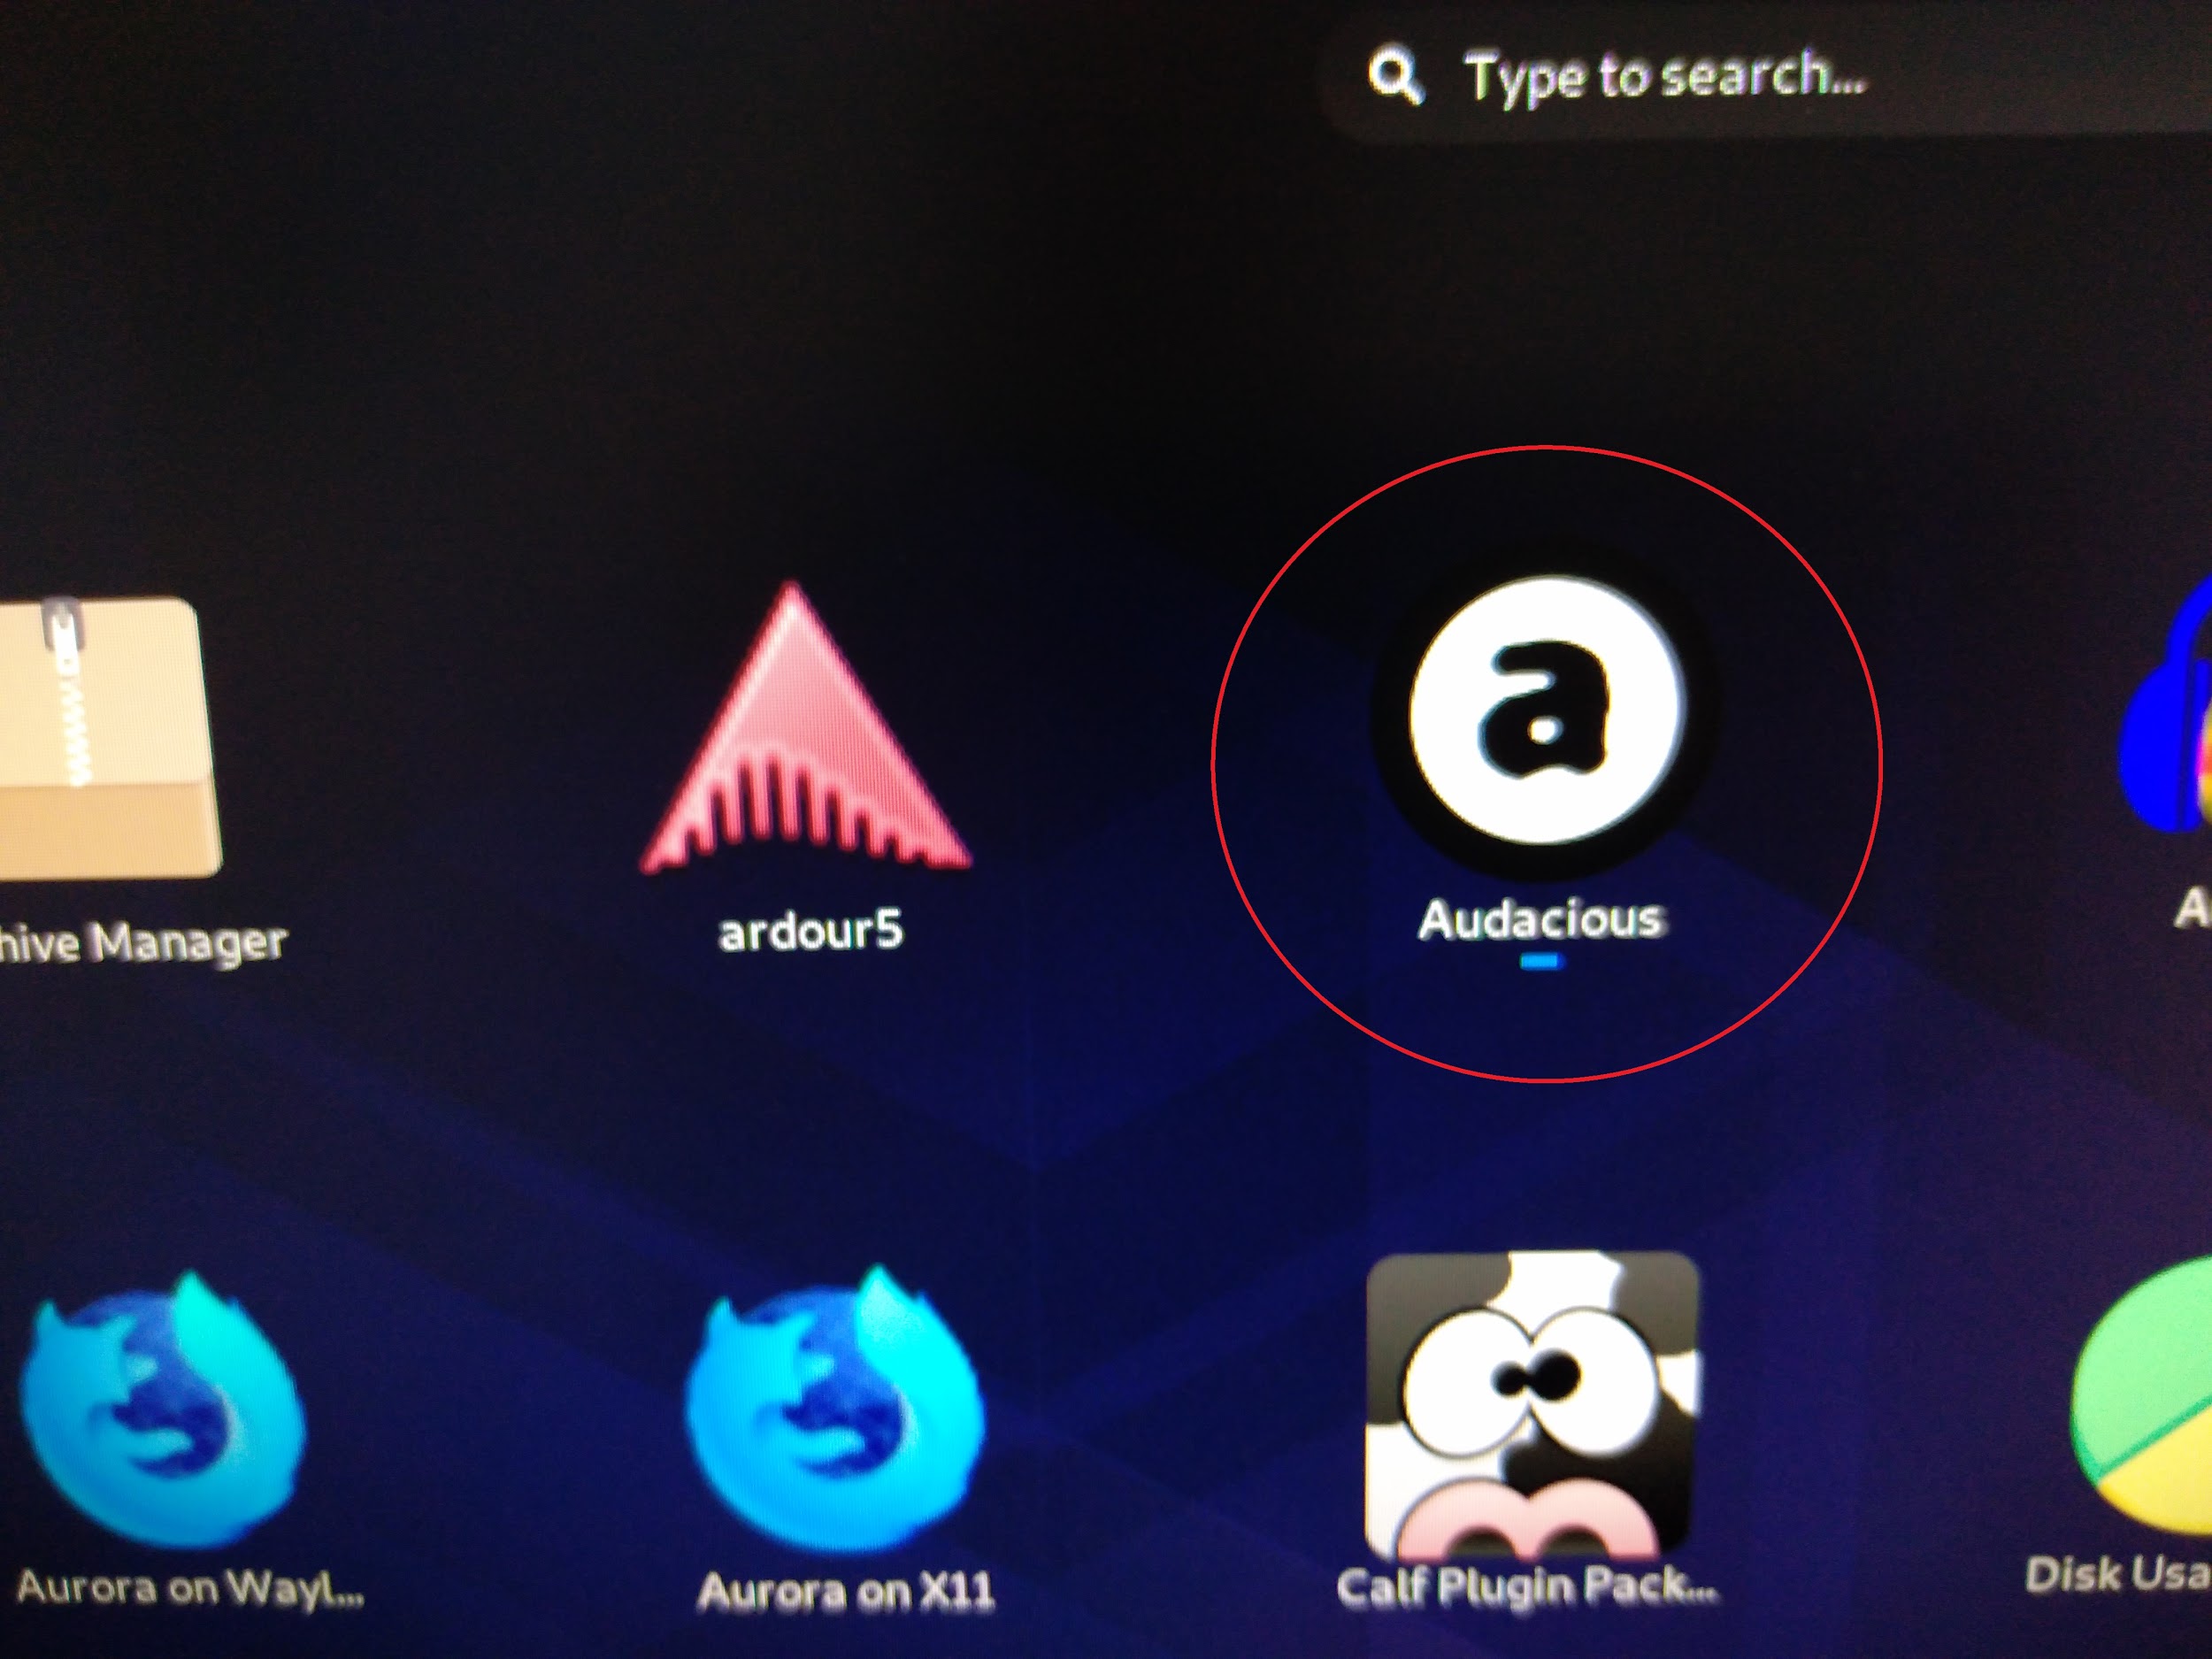 Type to search...
hive Manager
ardour5
a
Audacious
A
Aurora on Wayl...
Aurora on X11
Calf Plugin Pack...
Disk Usa